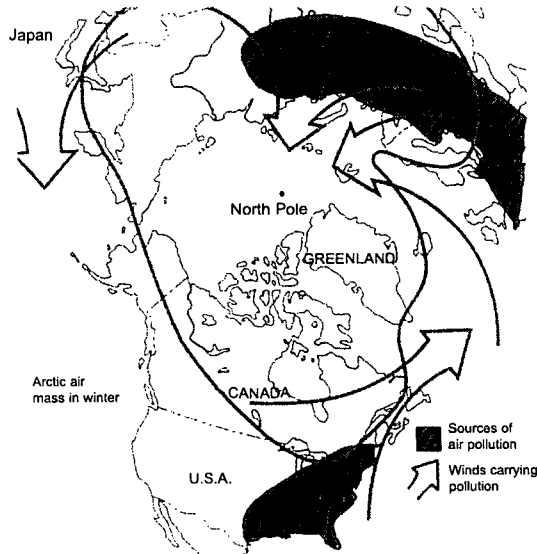 Japan
North Pole
GREENLAND
CANADA
Arctic air
mass in winter
U.S.A.
Sources of
air pollution
Winds carrying
pollution